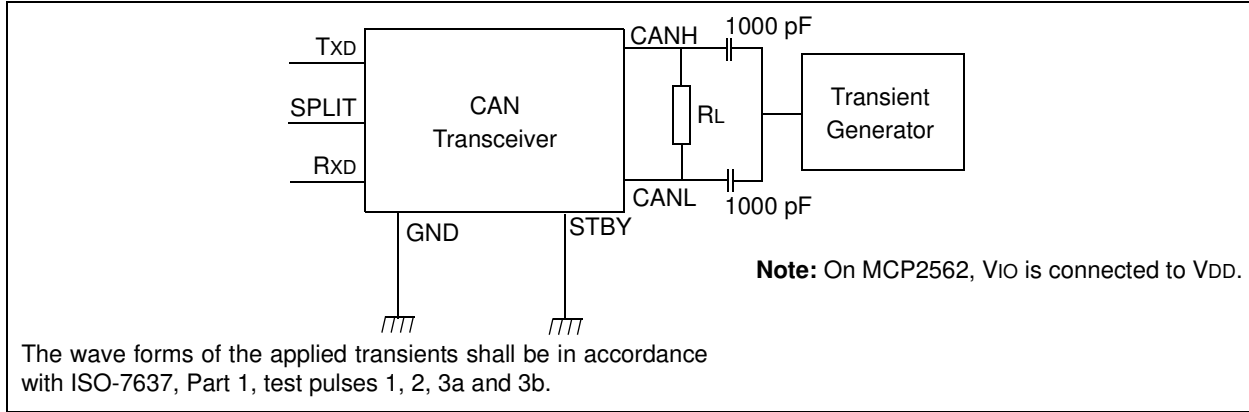 1000 pF
CANH
TXD
SPLIT
CAN
Transceiver
RL
Transient
Generator
RXD
CANL
1000 pF
GND
STBY
Note: On MCP2562, VIO is connected to VDD.
The wave forms of the applied transients shall be in accordance
with ISO-7637, Part 1, test pulses 1, 2, 3a and 3b.